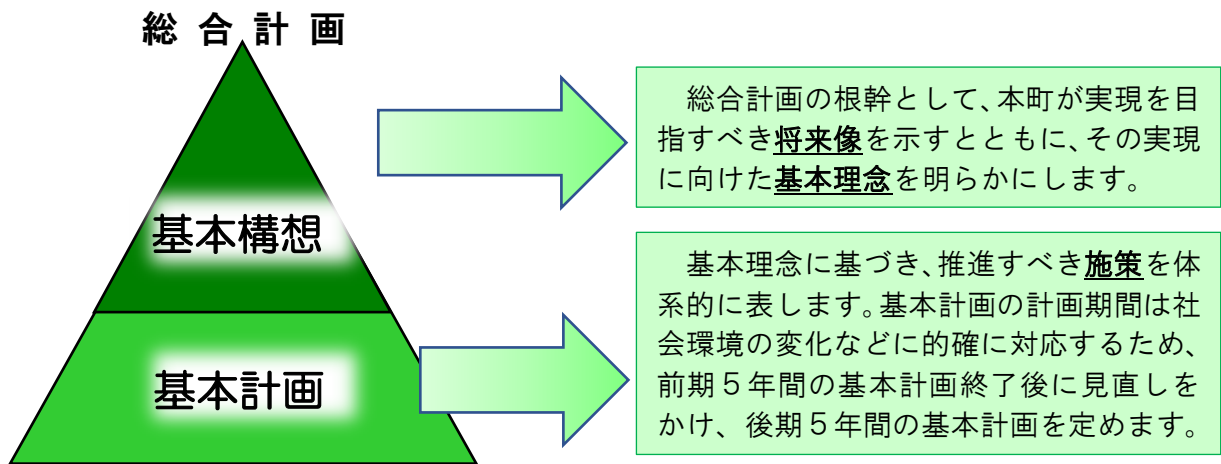 総合計画
総合計画の根幹として、本町が実現を目
指すべき将来像を示すとともに、その実現
に向けた基本理念を明らかにします。
基本構想
基本理念に基づき、推進すべき施策を体
系的に表します。基本計画の計画期間は社
会環境の変化などに的確に対応するため、
前期５年間の基本計画終了後に見直しを
かけ、後期５年間の基本計画を定めます。
基本計画